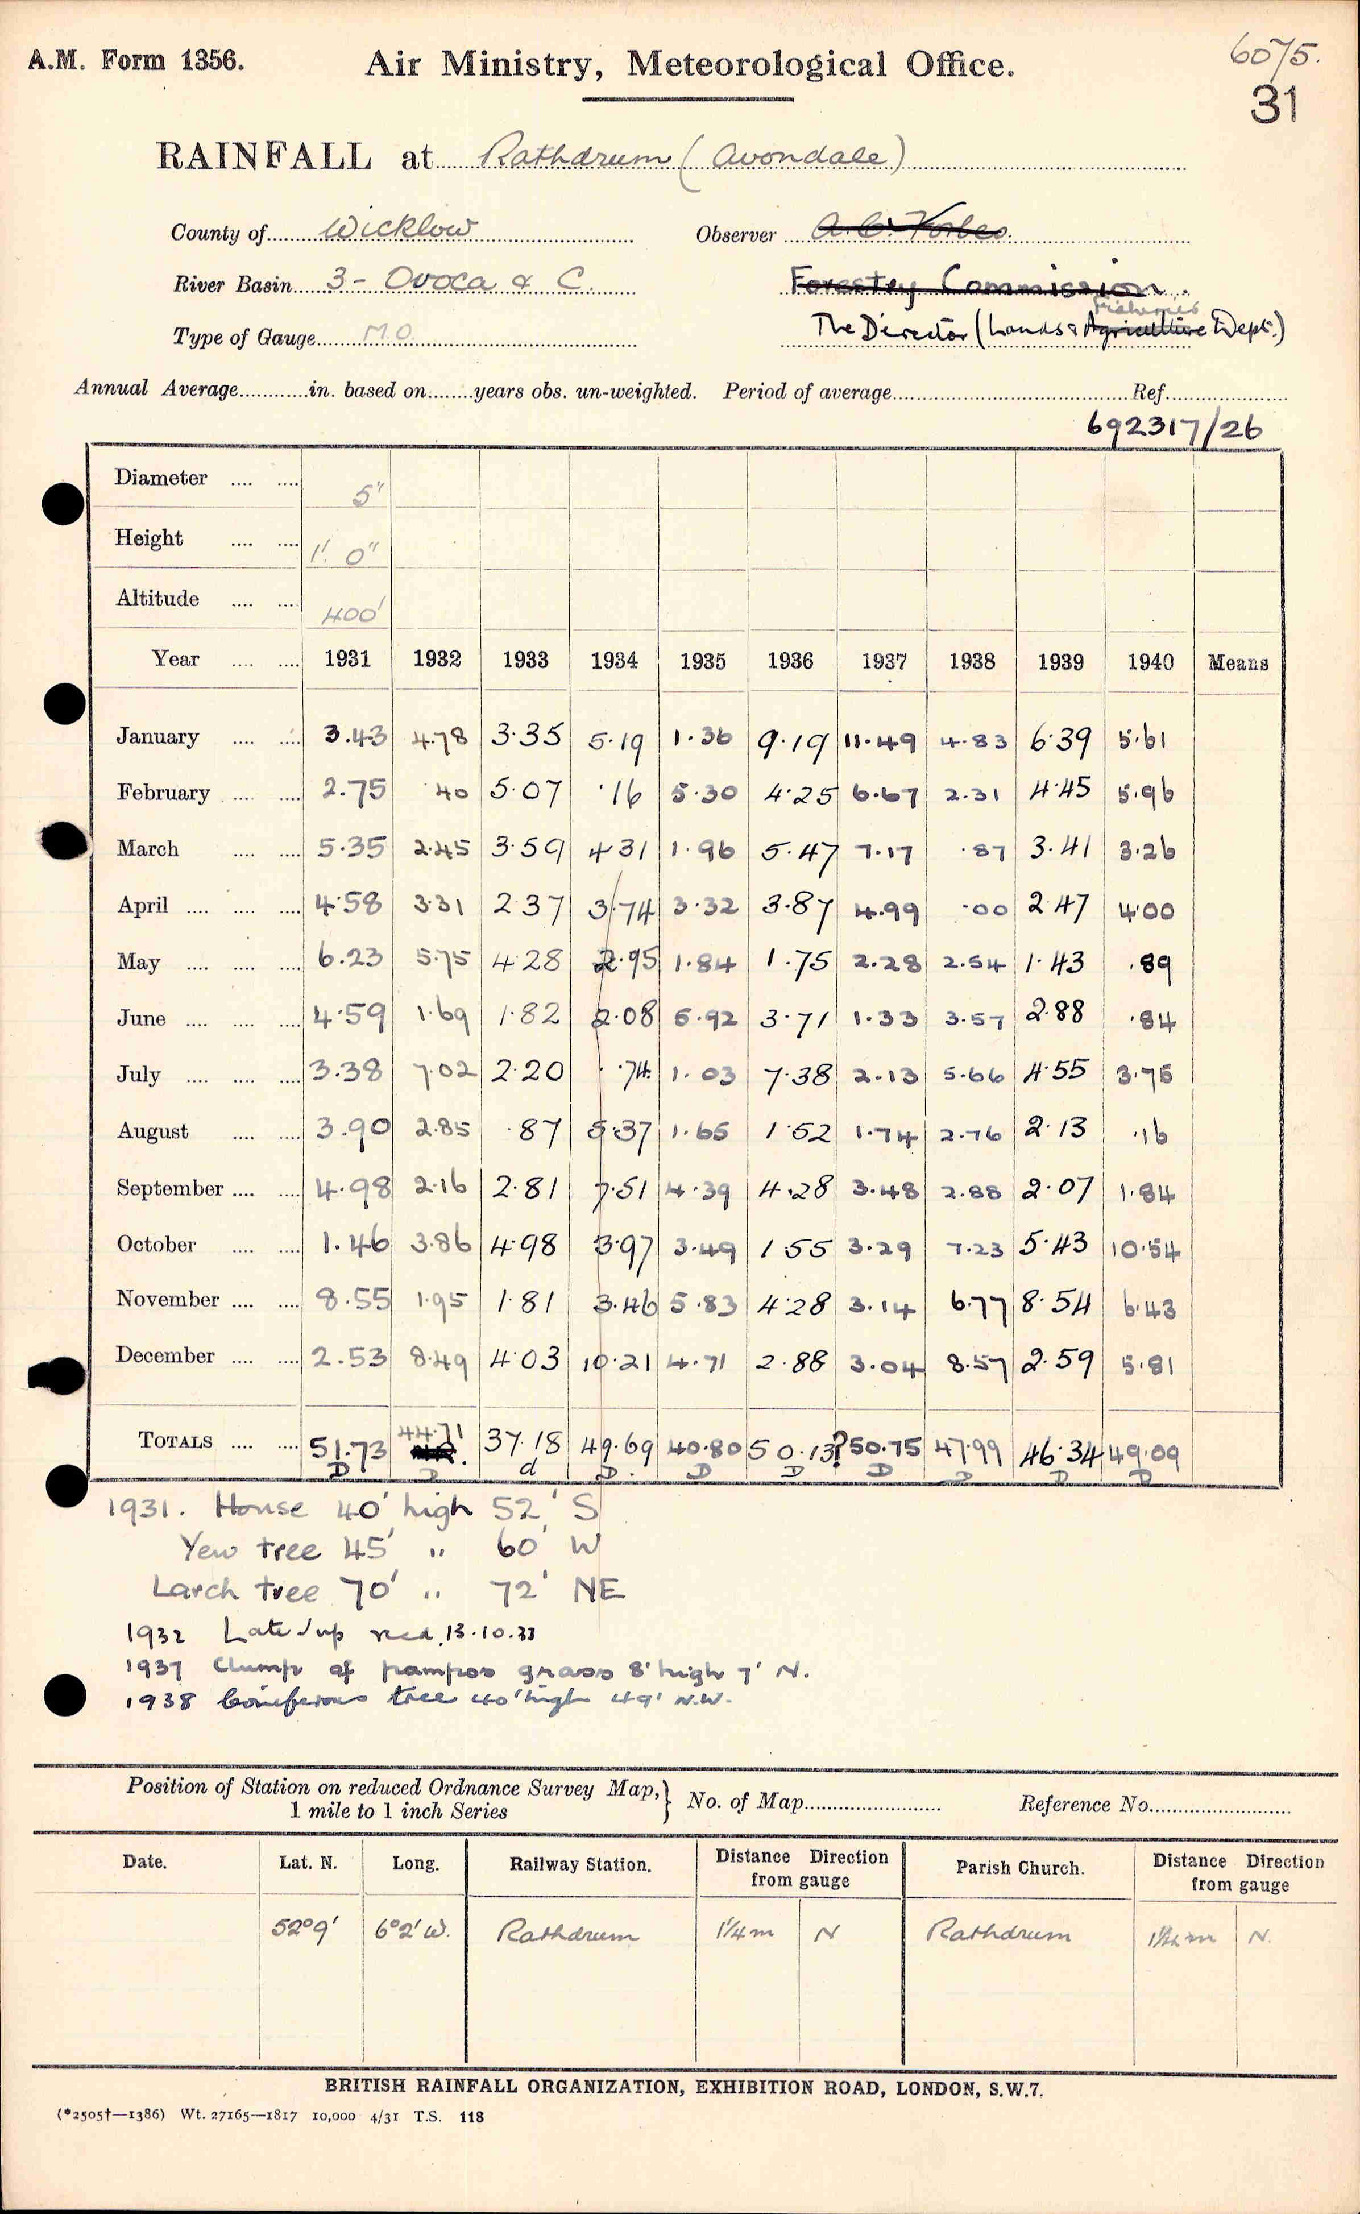 A.M. Form 1356. Air Ministry, Meteorological Office. 6075.
31
RAINFALL at Rathdrum (Avondale)
County of Wicklow Observer A.C. Forbes.
River Basin 3 - Ovoca & C. Forestry Commission.
Fisheries
Type of Gauge M.O. The Director (Lands & Agriculture Dept.)
Annual Average in. based on years obs. un-weighted. Period of average Ref.
692317/26
Diameter 5"
Height 1' 0"
Altitude 400'
Year 1931 1932 1933 1934 1935 1936 1937 1938 1939 1940 Means
January 3.43 4.78 3.35 5.19 1.36 9.19 11.49 4.83 6.39 5.61
February 2.75 .40 5.07 .16 5.30 4.25 6.67 2.31 4.45 5.96
March 5.35 2.45 3.59 4.31 1.96 5.47 7.17 .87 3.41 3.26
April 4.58 3.31 2.37 3.74 3.32 3.87 4.99 .00 2.47 4.00
May 6.23 5.75 4.28 2.95 1.84 1.75 2.28 2.54 1.43 .89
June 4.59 1.69 1.82 2.08 5.92 3.71 1.33 3.57 2.88 .84
July 3.38 7.02 2.20 .74 1.03 7.38 2.13 5.66 4.55 3.75
August 3.90 2.85 .87 5.37 1.65 1.52 1.74 2.76 2.13 .16
September 4.98 2.16 2.81 7.51 4.39 4.28 3.48 2.88 2.07 1.84
October 1.46 3.86 4.98 3.97 3.49 1.55 3.29 7.23 5.43 10.54
November 8.55 1.95 1.81 3.46 5.83 4.28 3.14 6.77 8.54 6.43
December 2.53 8.49 4.03 10.21 4.71 2.88 3.04 8.57 2.59 5.81
TOTALS 51.73 44.71 37.18 49.69 40.80 50.13? 50.75 47.99 46.34 49.09
D D d D. D D D D D D
1931. House 40' high 52' S
Yew tree 45' " 60' W
Larch tree 70' " 72' NE
1932 Late rec'd 13.10.33
1937 Clump of pampas grass 8' high 7' N.
1938 Coniferous tree 40' high 49' N.W.
Position of Station on reduced Ordnance Survey Map, } No. of Map Reference No.
1 mile to 1 inch Series
Date. Lat. N. Long. Railway Station. Distance Direction from gauge Parish Church. Distance Direction from gauge
52°9' 6°2' W. Rathdrum 1¼ m N Rathdrum 1¼ m N.
BRITISH RAINFALL ORGANIZATION, EXHIBITION ROAD, LONDON, S.W.7.
(*2505†—1386) Wt. 27165—1817 10,000 4/31 T.S. 118